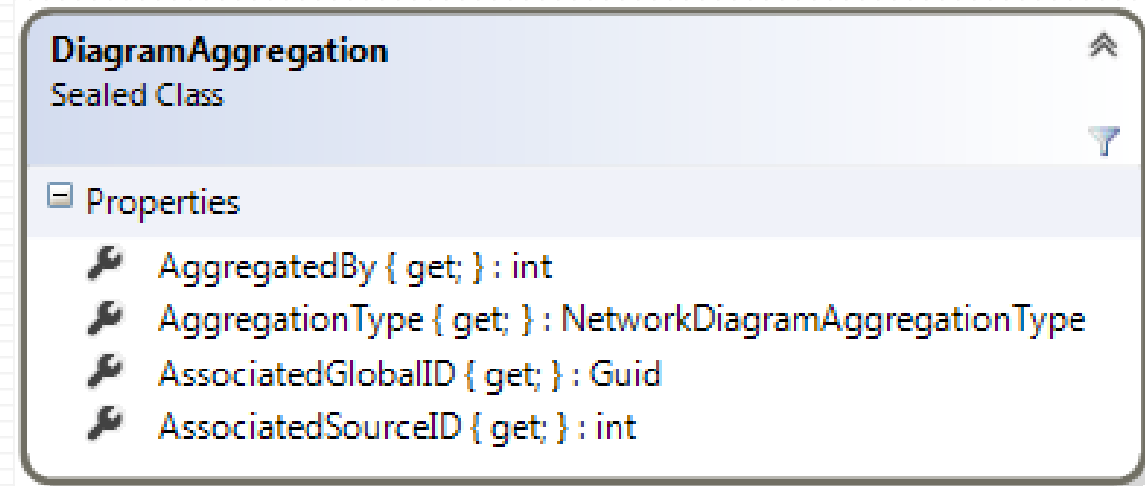 DiagramAggregation
Sealed Class
Properties
AggregatedBy { get; } : int
AggregationType { get; } : NetworkDiagramAggregationType
AssociatedGlobalID { get; } : Guid
AssociatedSourceID { get; } : int